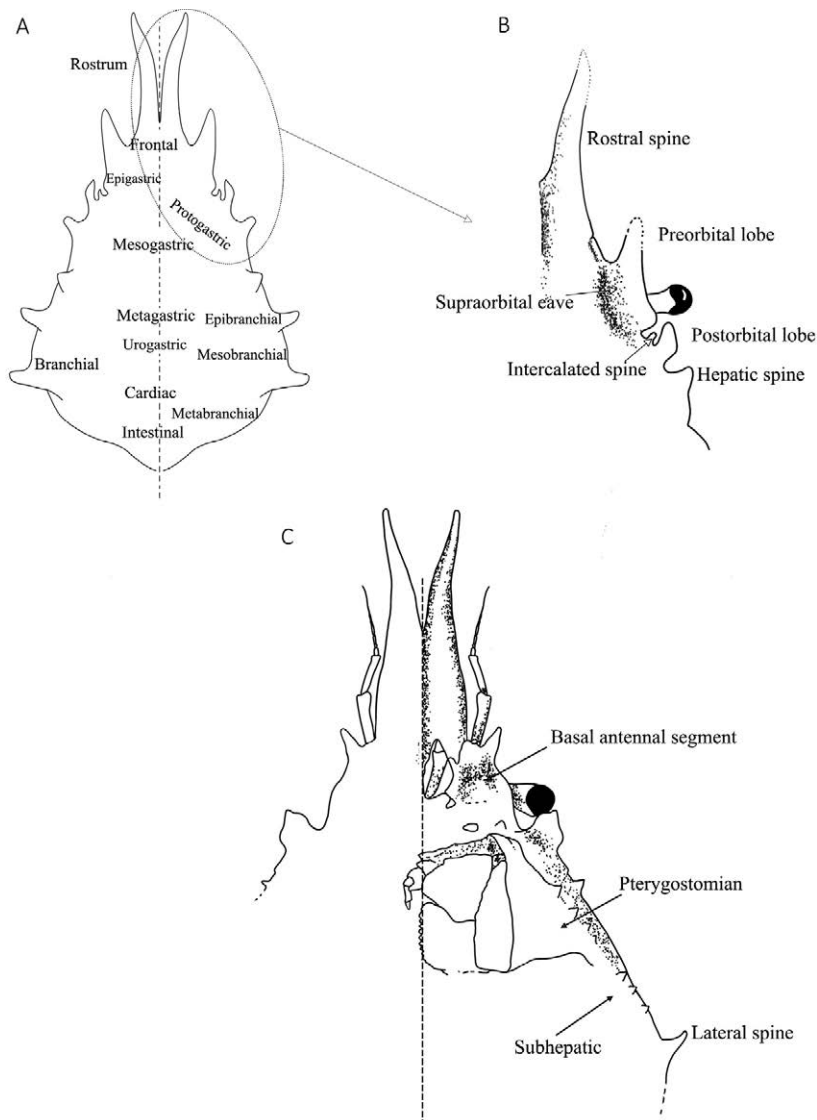 A
Rostrum
Frontal
Epigastric
Protogastric
Mesogastric
Metagastric
Epibranchial
Urogastric
Mesobranchial
Branchial
Cardiac
Metabranchial
Intestinal
B
Rostral spine
Preorbital lobe
Supraorbital eave
Postorbital lobe
Intercalated spine
Hepatic spine
C
Basal antennal segment
Pterygostomian
Subhepatic
Lateral spine